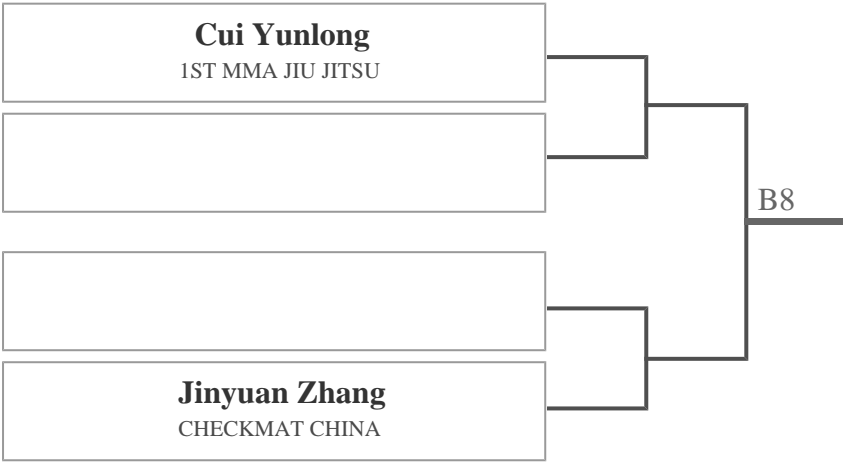 Cui Yunlong
1ST MMA JIU JITSU
B8
Jinyuan Zhang
CHECKMAT CHINA